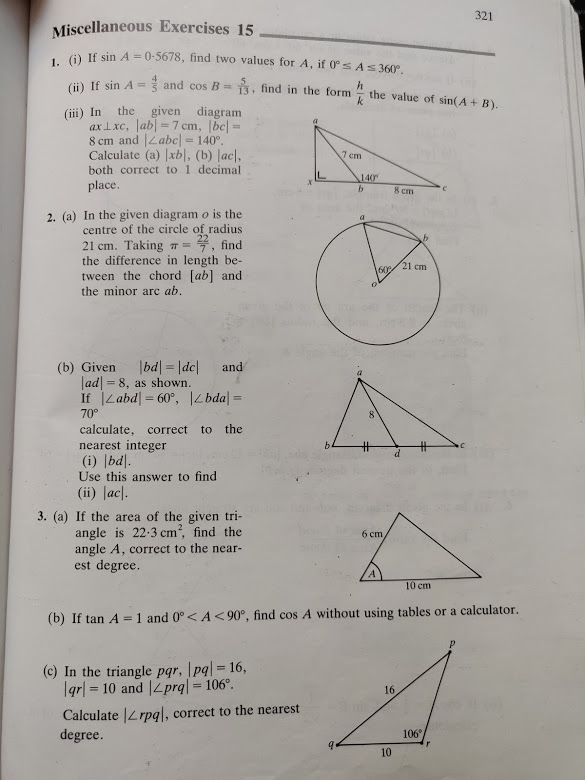 321
Miscellaneous Exercises 15
1. (i) If sin A = 0·5678, find two values for A, if 0° ≤ A ≤ 360°.
(ii) If sin A = 4/5 and cos B = 5/13, find in the form h/k the value of sin(A + B).
(iii) In the given diagram
ax ⊥ xc, |ab| = 7 cm, |bc| =
8 cm and |∠abc| = 140°.
Calculate (a) |xb|, (b) |ac|,
both correct to 1 decimal
place.
a
7 cm
140°
x
b
8 cm
c
2. (a) In the given diagram o is the
centre of the circle of radius
21 cm. Taking π = 22/7, find
the difference in length be-
tween the chord [ab] and
the minor arc ab.
a
b
60°
21 cm
o
(b) Given |bd| = |dc| and
|ad| = 8, as shown.
If |∠abd| = 60°, |∠bda| =
70°
calculate, correct to the
nearest integer
(i) |bd|.
Use this answer to find
(ii) |ac|.
a
8
b
d
c
3. (a) If the area of the given tri-
angle is 22·3 cm², find the
angle A, correct to the near-
est degree.
6 cm
A
10 cm
(b) If tan A = 1 and 0° < A < 90°, find cos A without using tables or a calculator.
(c) In the triangle pqr, |pq| = 16,
|qr| = 10 and |∠prq| = 106°.
Calculate |∠rpq|, correct to the nearest
degree.
p
16
106°
q
r
10